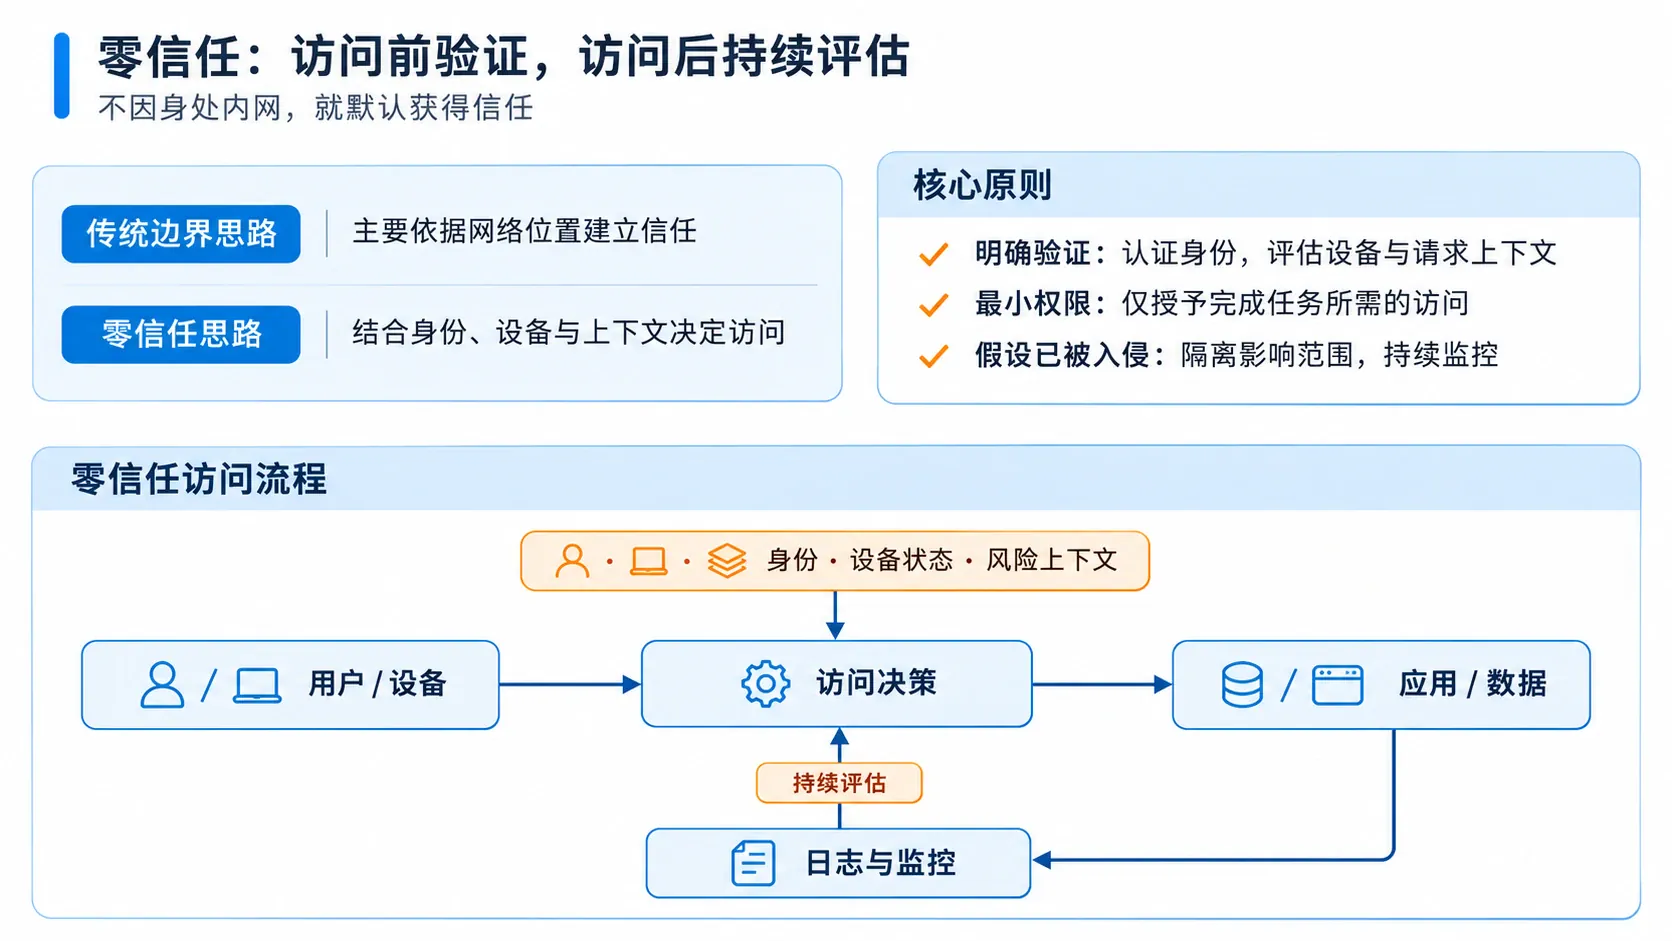 零信任：访问前验证，访问后持续评估
不因身处内网，就默认获得信任
传统边界思路
主要依据网络位置建立信任
零信任思路
结合身份、设备与上下文决定访问
核心原则
明确验证：认证身份，评估设备与请求上下文
最小权限：仅授予完成任务所需的访问
假设已被入侵：隔离影响范围，持续监控
零信任访问流程
身份·设备状态·风险上下文
用户 / 设备
访问决策
应用 / 数据
持续评估
日志与监控